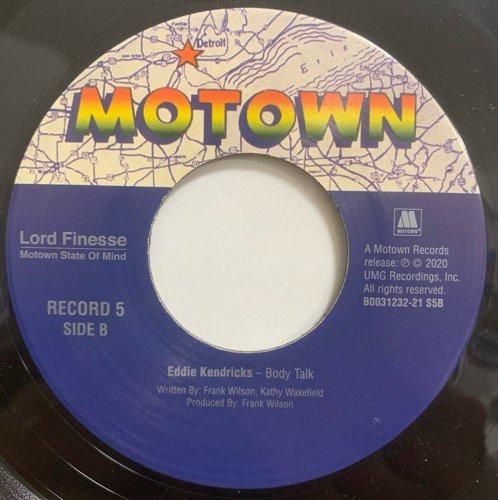 Detroit
Erie
MOTOWN
Lord Finesse
Motown State Of Mind
RECORD 5
SIDE B
MOTOWN
A Motown Records
release: ℗ © 2020
UMG Recordings, Inc.
All rights reserved.
B0031232-21 S5B
Eddie Kendricks – Body Talk
Written By: Frank Wilson, Kathy Wakefield
Produced By: Frank Wilson